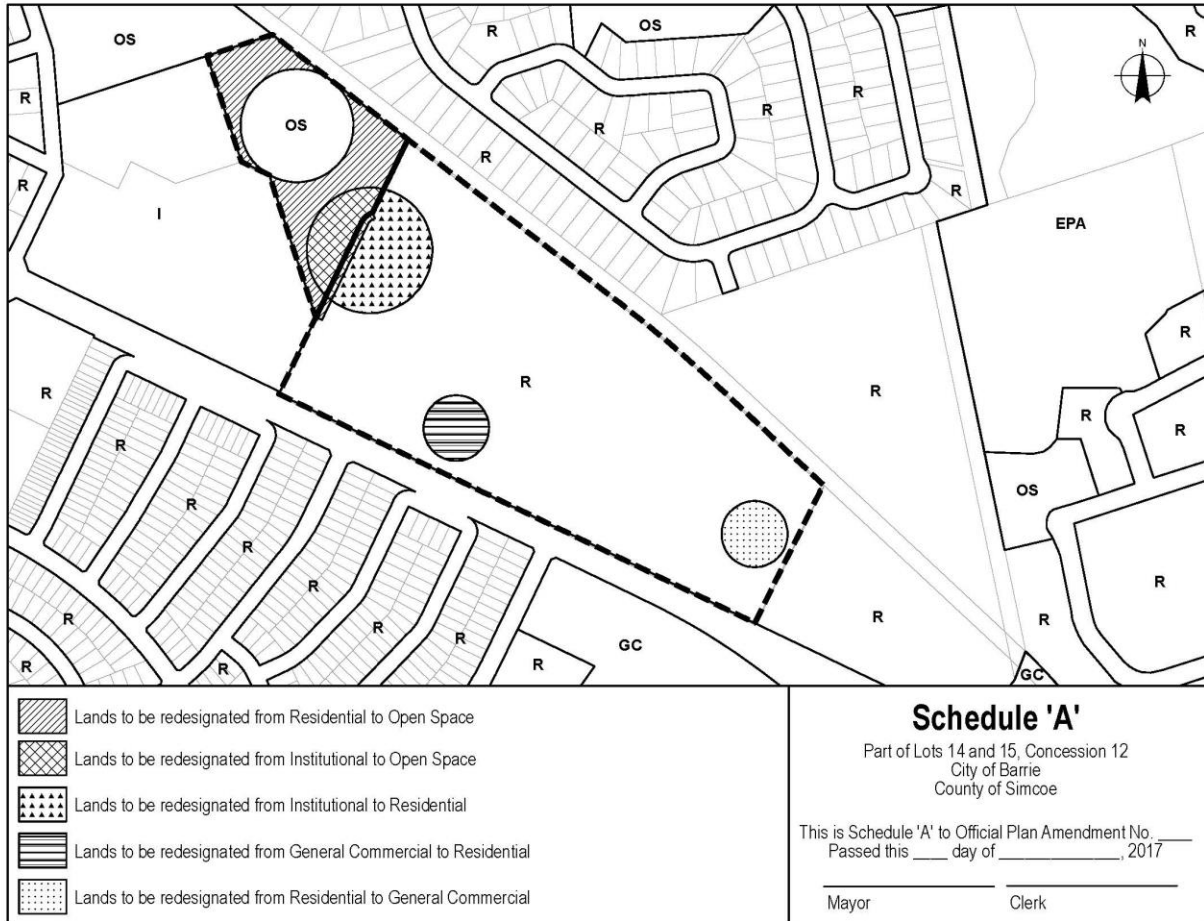 OS
R
OS
R
N
R
R
OS
R
R
R
R
R
R
I
EPA
R
R
R
R
R
R
R
R
OS
R
R
R
R
R
R
R
R
R
GC
R
R
R
GC
Lands to be redesignated from Residential to Open Space
Lands to be redesignated from Institutional to Open Space
Lands to be redesignated from Institutional to Residential
Lands to be redesignated from General Commercial to Residential
Lands to be redesignated from Residential to General Commercial
Schedule 'A'
Part of Lots 14 and 15, Concession 12
City of Barrie
County of Simcoe
This is Schedule 'A' to Official Plan Amendment No. ____
Passed this ____ day of ______________, 2017
Mayor Clerk